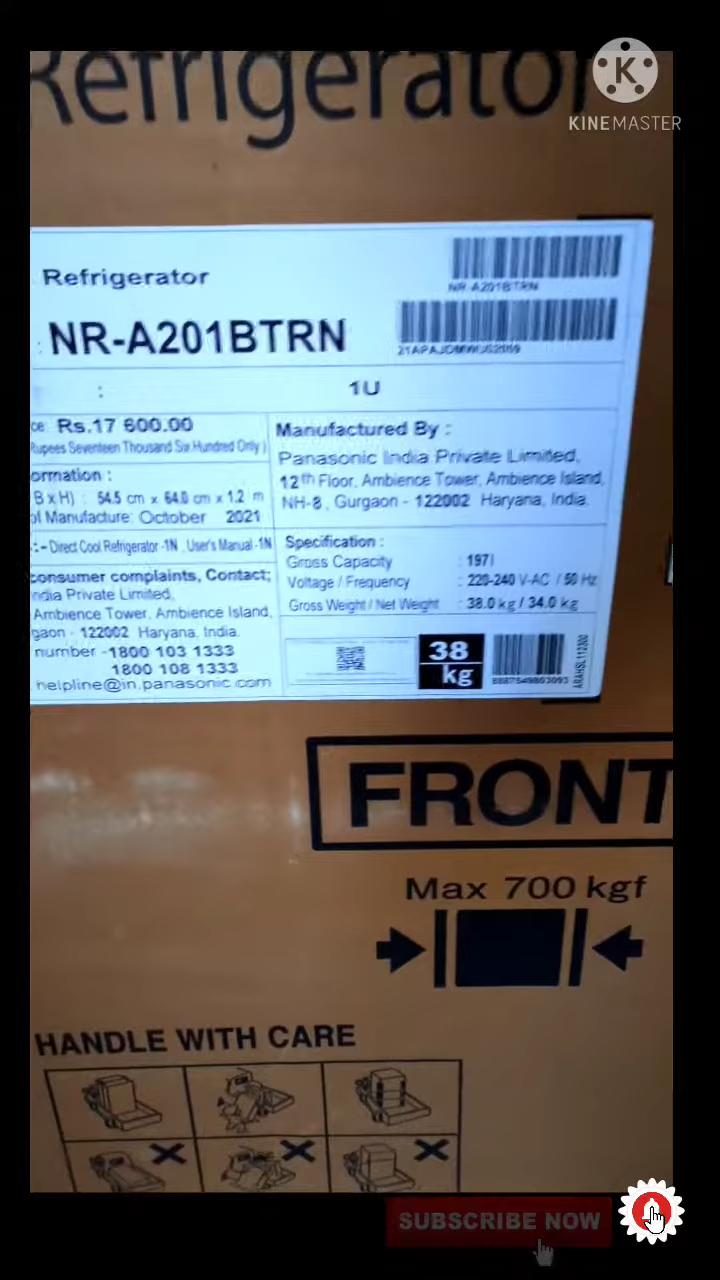 Refrigerator
KINEMASTER
Refrigerator
NR-A201BTRN
NR-A201BTRN
:
1U
ce: Rs.17 600.00
Rupees Seventeen Thousand Six Hundred Only )
ormation :
B x H) : 54.5 cm x 64.0 cm x 1.2 m
of Manufacture: October 2021
:- Direct Cool Refrigerator -1N , User's Manual -1N
consumer complaints, Contact;
ndia Private Limited,
Ambience Tower, Ambience Island,
gaon - 122002 Haryana, India.
number -1800 103 1333
1800 108 1333
helpline@in.panasonic.com
Manufactured By :
Panasonic India Private Limited,
12th Floor, Ambience Tower, Ambience Island,
NH-8, Gurgaon - 122002 Haryana, India.
Specification :
Gross Capacity : 197l
Voltage / Frequency : 220-240 V-AC / 50 Hz
Gross Weight / Net Weight : 38.0 kg / 34.0 kg
38
kg
FRONT
Max 700 kgf
HANDLE WITH CARE
SUBSCRIBE NOW